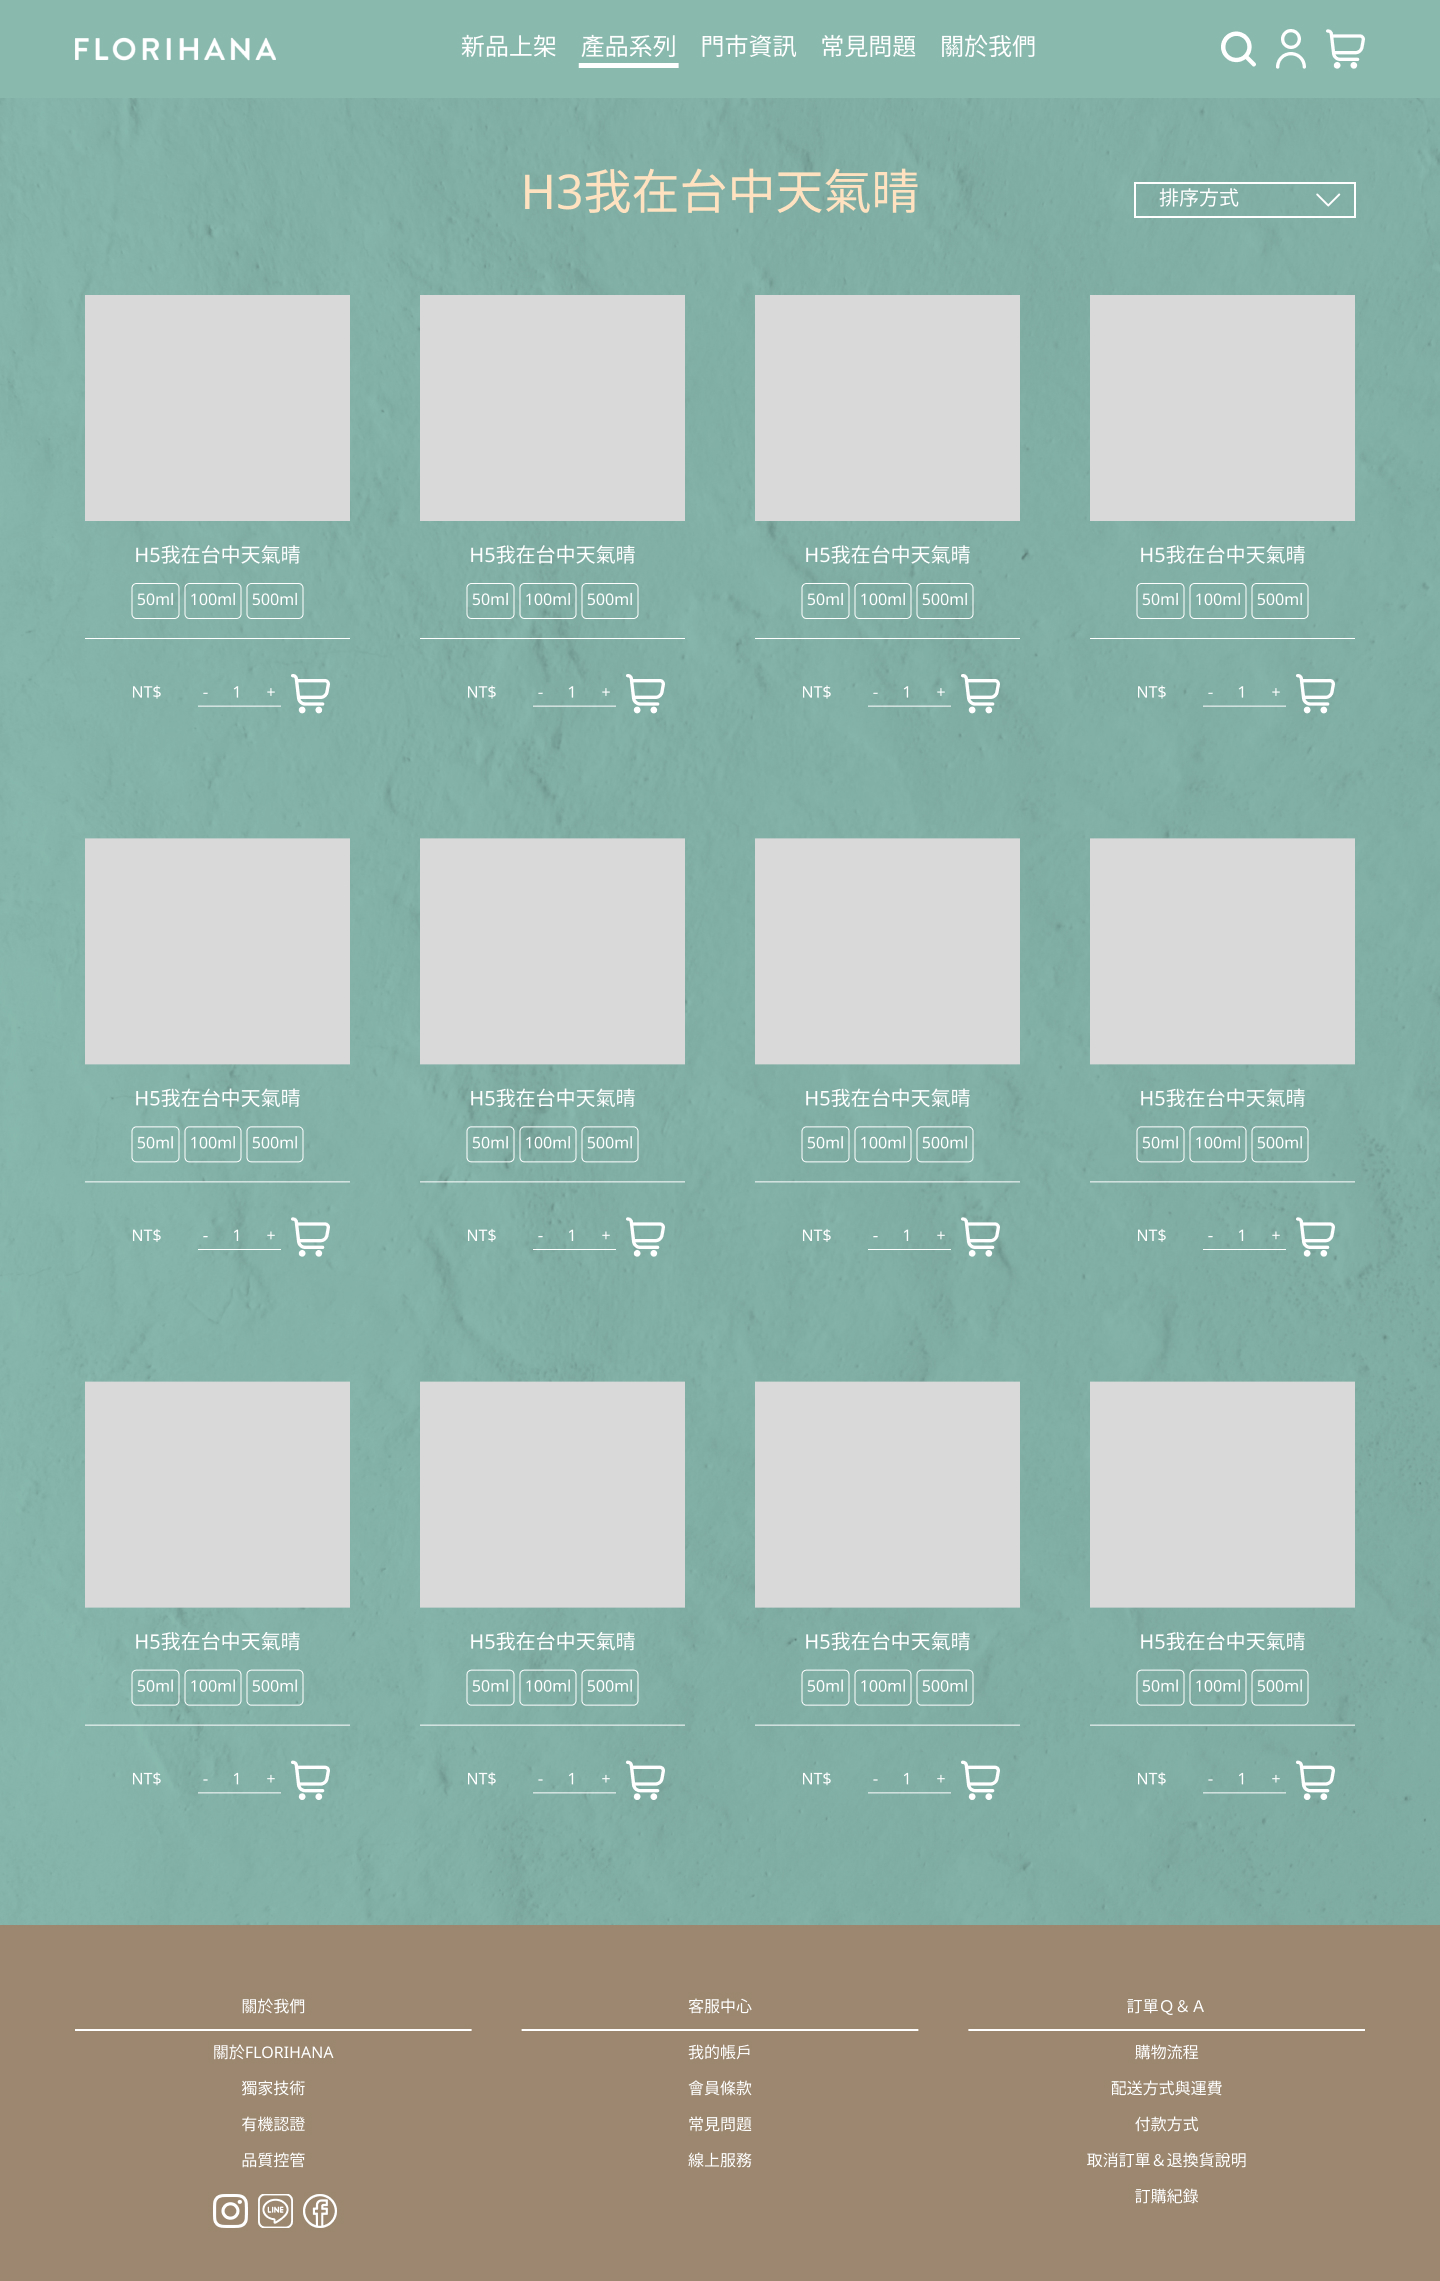 FLORIHANA 新品上架 產品系列 門市資訊 常見問題 關於我們
H3我在台中天氣晴
排序方式
H5我在台中天氣晴 H5我在台中天氣晴 H5我在台中天氣晴 H5我在台中天氣晴
50ml 100ml 500ml 50ml 100ml 500ml 50ml 100ml 500ml 50ml 100ml 500ml
NT$ - 1 + NT$ - 1 + NT$ - 1 + NT$ - 1 +
H5我在台中天氣晴 H5我在台中天氣晴 H5我在台中天氣晴 H5我在台中天氣晴
50ml 100ml 500ml 50ml 100ml 500ml 50ml 100ml 500ml 50ml 100ml 500ml
NT$ - 1 + NT$ - 1 + NT$ - 1 + NT$ - 1 +
H5我在台中天氣晴 H5我在台中天氣晴 H5我在台中天氣晴 H5我在台中天氣晴
50ml 100ml 500ml 50ml 100ml 500ml 50ml 100ml 500ml 50ml 100ml 500ml
NT$ - 1 + NT$ - 1 + NT$ - 1 + NT$ - 1 +
關於我們
關於FLORIHANA
獨家技術
有機認證
品質控管
LINE
客服中心
我的帳戶
會員條款
常見問題
線上服務
訂單Ｑ＆Ａ
購物流程
配送方式與運費
付款方式
取消訂單＆退換貨說明
訂購紀錄